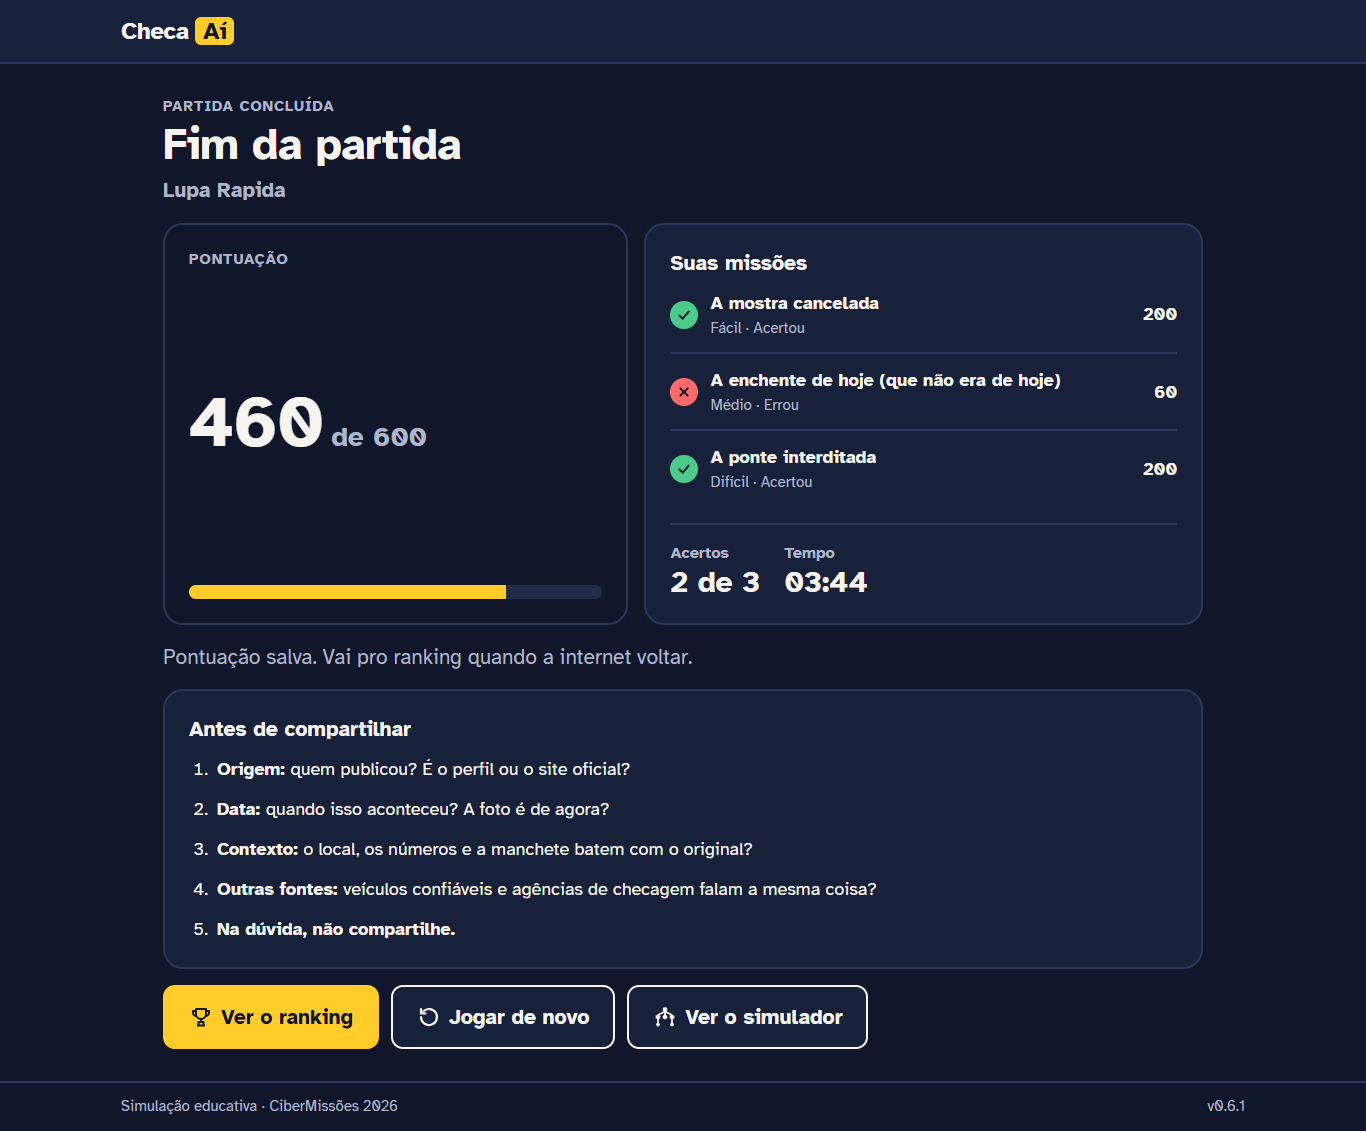 Checa Aí
PARTIDA CONCLUÍDA
Fim da partida
Lupa Rapida
PONTUAÇÃO
460 de 600
Suas missões
A mostra cancelada
Fácil · Acertou
200
A enchente de hoje (que não era de hoje)
Médio · Errou
60
A ponte interditada
Difícil · Acertou
200
Acertos
2 de 3
Tempo
03:44
Pontuação salva. Vai pro ranking quando a internet voltar.
Antes de compartilhar
1. Origem: quem publicou? É o perfil ou o site oficial?
2. Data: quando isso aconteceu? A foto é de agora?
3. Contexto: o local, os números e a manchete batem com o original?
4. Outras fontes: veículos confiáveis e agências de checagem falam a mesma coisa?
5. Na dúvida, não compartilhe.
Ver o ranking
Jogar de novo
Ver o simulador
Simulação educativa · CiberMissões 2026
v0.6.1